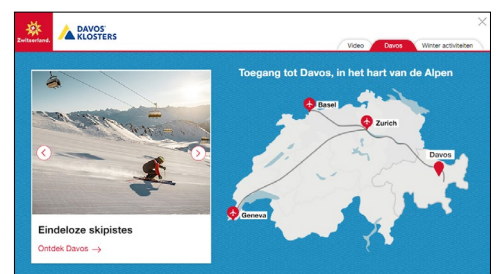 Zwitserland.
DAVOS
KLOSTERS
Video
Davos
Winter activiteiten
Toegang tot Davos, in het hart van de Alpen
Basel
Zurich
Davos
Geneva
Eindeloze skipistes
Ontdek Davos →